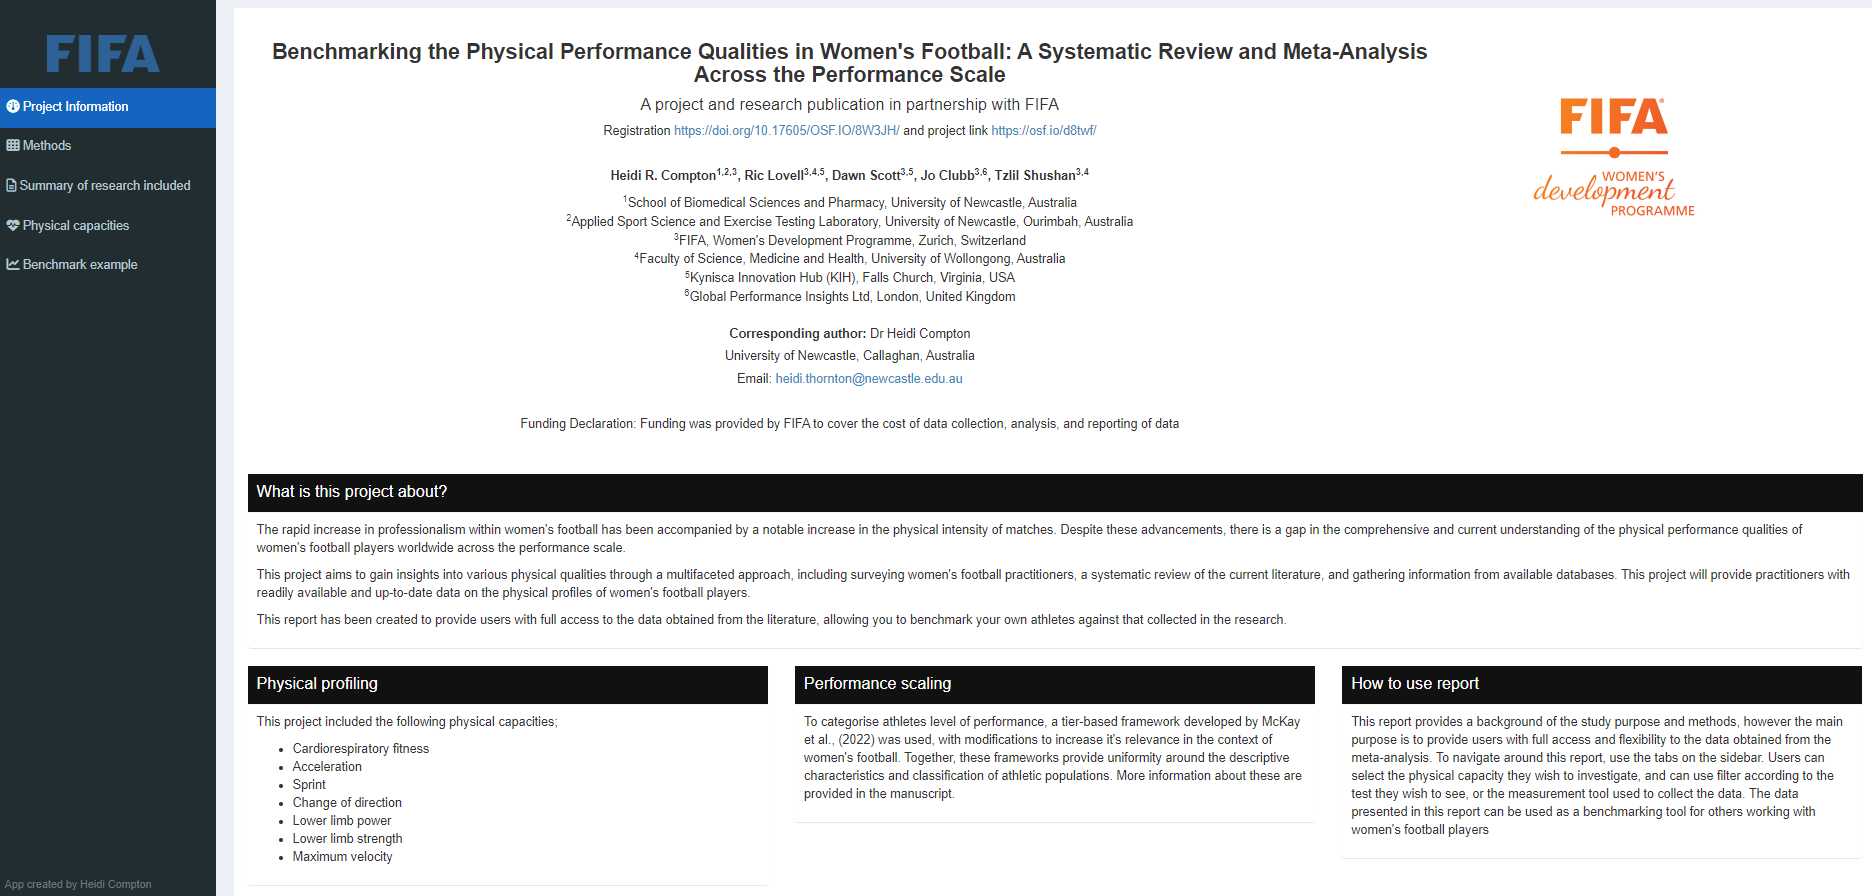 FIFA
Project Information
Methods
Summary of research included
Physical capacities
Benchmark example
App created by Heidi Compton
Benchmarking the Physical Performance Qualities in Women's Football: A Systematic Review and Meta-Analysis
Across the Performance Scale
A project and research publication in partnership with FIFA
Registration https://doi.org/10.17605/OSF.IO/8W3JH/ and project link https://osf.io/d8twf/
Heidi R. Compton1,2,3, Ric Lovell3,4,5, Dawn Scott3,5, Jo Clubb3,6, Tzlil Shushan3,4
1School of Biomedical Sciences and Pharmacy, University of Newcastle, Australia
2Applied Sport Science and Exercise Testing Laboratory, University of Newcastle, Ourimbah, Australia
3FIFA, Women's Development Programme, Zurich, Switzerland
4Faculty of Science, Medicine and Health, University of Wollongong, Australia
5Kynisca Innovation Hub (KIH), Falls Church, Virginia, USA
6Global Performance Insights Ltd, London, United Kingdom
Corresponding author: Dr Heidi Compton
University of Newcastle, Callaghan, Australia
Email: heidi.thornton@newcastle.edu.au
Funding Declaration: Funding was provided by FIFA to cover the cost of data collection, analysis, and reporting of data
FIFA®
WOMEN'S
development
PROGRAMME
What is this project about?
The rapid increase in professionalism within women's football has been accompanied by a notable increase in the physical intensity of matches. Despite these advancements, there is a gap in the comprehensive and current understanding of the physical performance qualities of
women's football players worldwide across the performance scale.
This project aims to gain insights into various physical qualities through a multifaceted approach, including surveying women's football practitioners, a systematic review of the current literature, and gathering information from available databases. This project will provide practitioners with
readily available and up-to-date data on the physical profiles of women's football players.
This report has been created to provide users with full access to the data obtained from the literature, allowing you to benchmark your own athletes against that collected in the research.
Physical profiling
This project included the following physical capacities;
• Cardiorespiratory fitness
• Acceleration
• Sprint
• Change of direction
• Lower limb power
• Lower limb strength
• Maximum velocity
Performance scaling
To categorise athletes level of performance, a tier-based framework developed by McKay
et al., (2022) was used, with modifications to increase it's relevance in the context of
women's football. Together, these frameworks provide uniformity around the descriptive
characteristics and classification of athletic populations. More information about these are
provided in the manuscript.
How to use report
This report provides a background of the study purpose and methods, however the main
purpose is to provide users with full access and flexibility to the data obtained from the
meta-analysis. To navigate around this report, use the tabs on the sidebar. Users can
select the physical capacity they wish to investigate, and can use filter according to the
test they wish to see, or the measurement tool used to collect the data. The data
presented in this report can be used as a benchmarking tool for others working with
women's football players